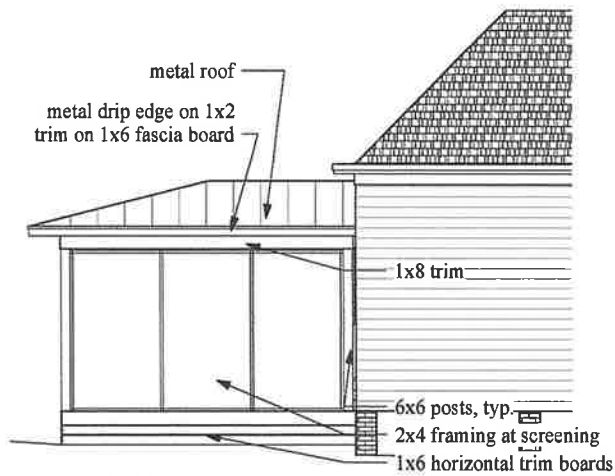 metal roof
metal drip edge on 1x2
trim on 1x6 fascia board
1x8 trim
6x6 posts, typ.
2x4 framing at screening
1x6 horizontal trim boards